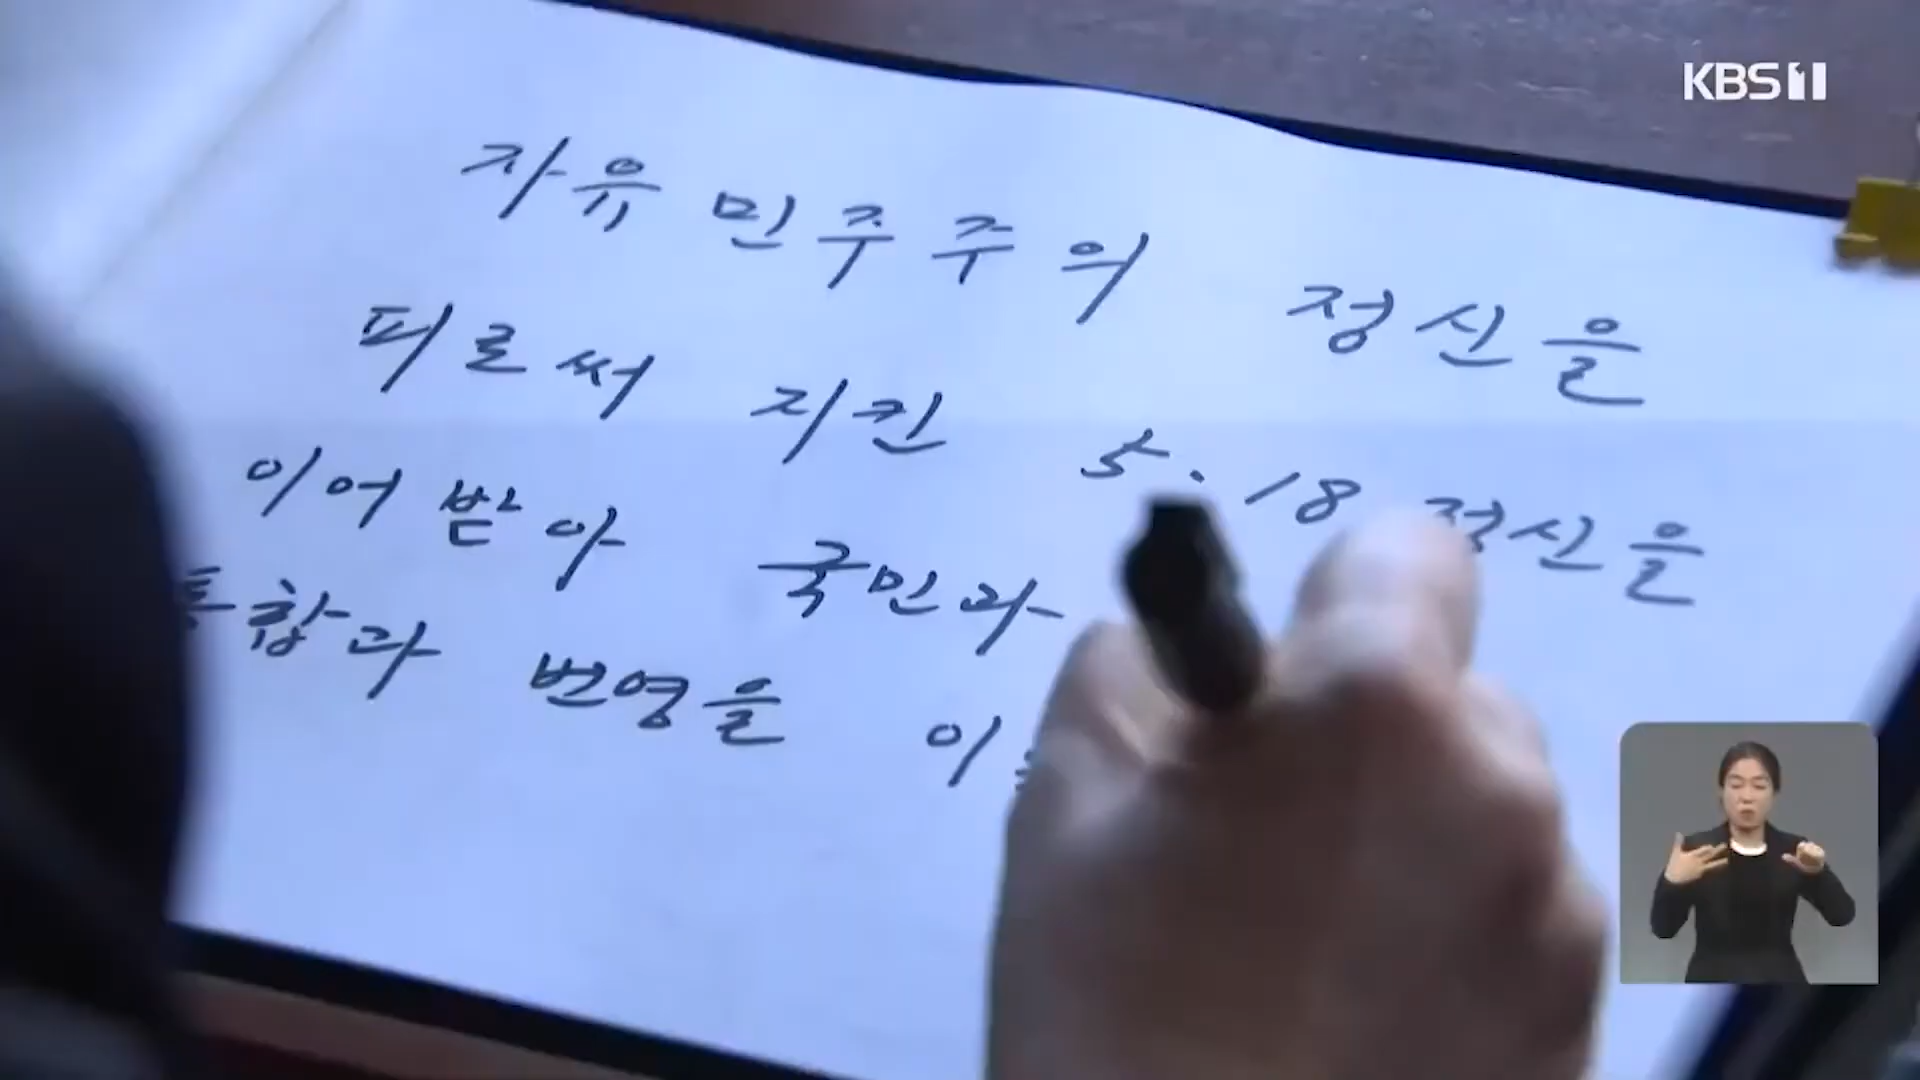 KBS1
자유민주주의 정신을
피로써 지킨 5·18 정신을
이어받아 국민과
통합과 번영을